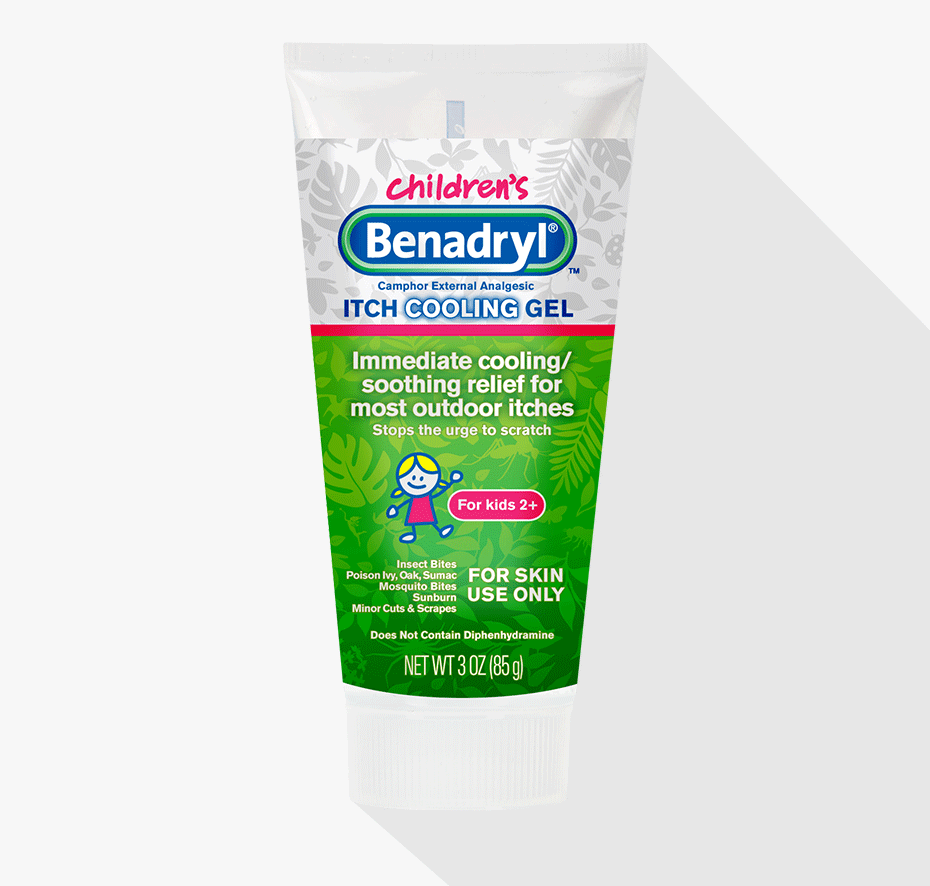 children's
Benadryl®
™
Camphor External Analgesic
ITCH COOLING GEL
Immediate cooling/
soothing relief for
most outdoor itches
Stops the urge to scratch
For kids 2+
Insect Bites
Poison Ivy, Oak, Sumac
Mosquito Bites
Sunburn
Minor Cuts & Scrapes
FOR SKIN
USE ONLY
Does Not Contain Diphenhydramine
NET WT 3 OZ (85 g)